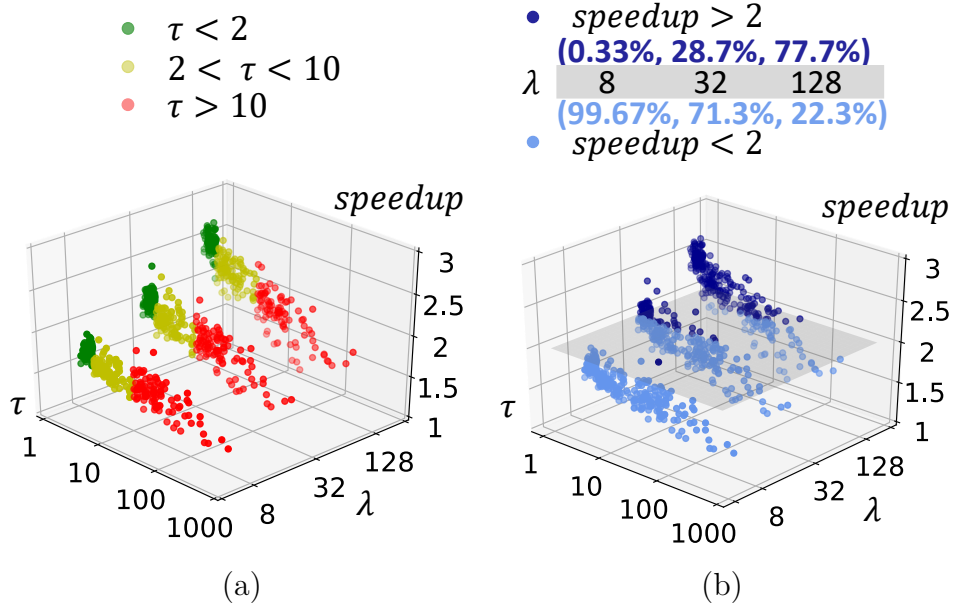 τ < 2
2 < τ < 10
τ > 10
speedup
3
2.5
2
1.5
1
τ
1
10
100
1000
8
32
128
λ
(a)
speedup > 2
(0.33%, 28.7%, 77.7%)
λ 8 32 128
(99.67%, 71.3%, 22.3%)
speedup < 2
speedup
3
2.5
2
1.5
1
τ
1
10
100
1000
8
32
128
λ
(b)